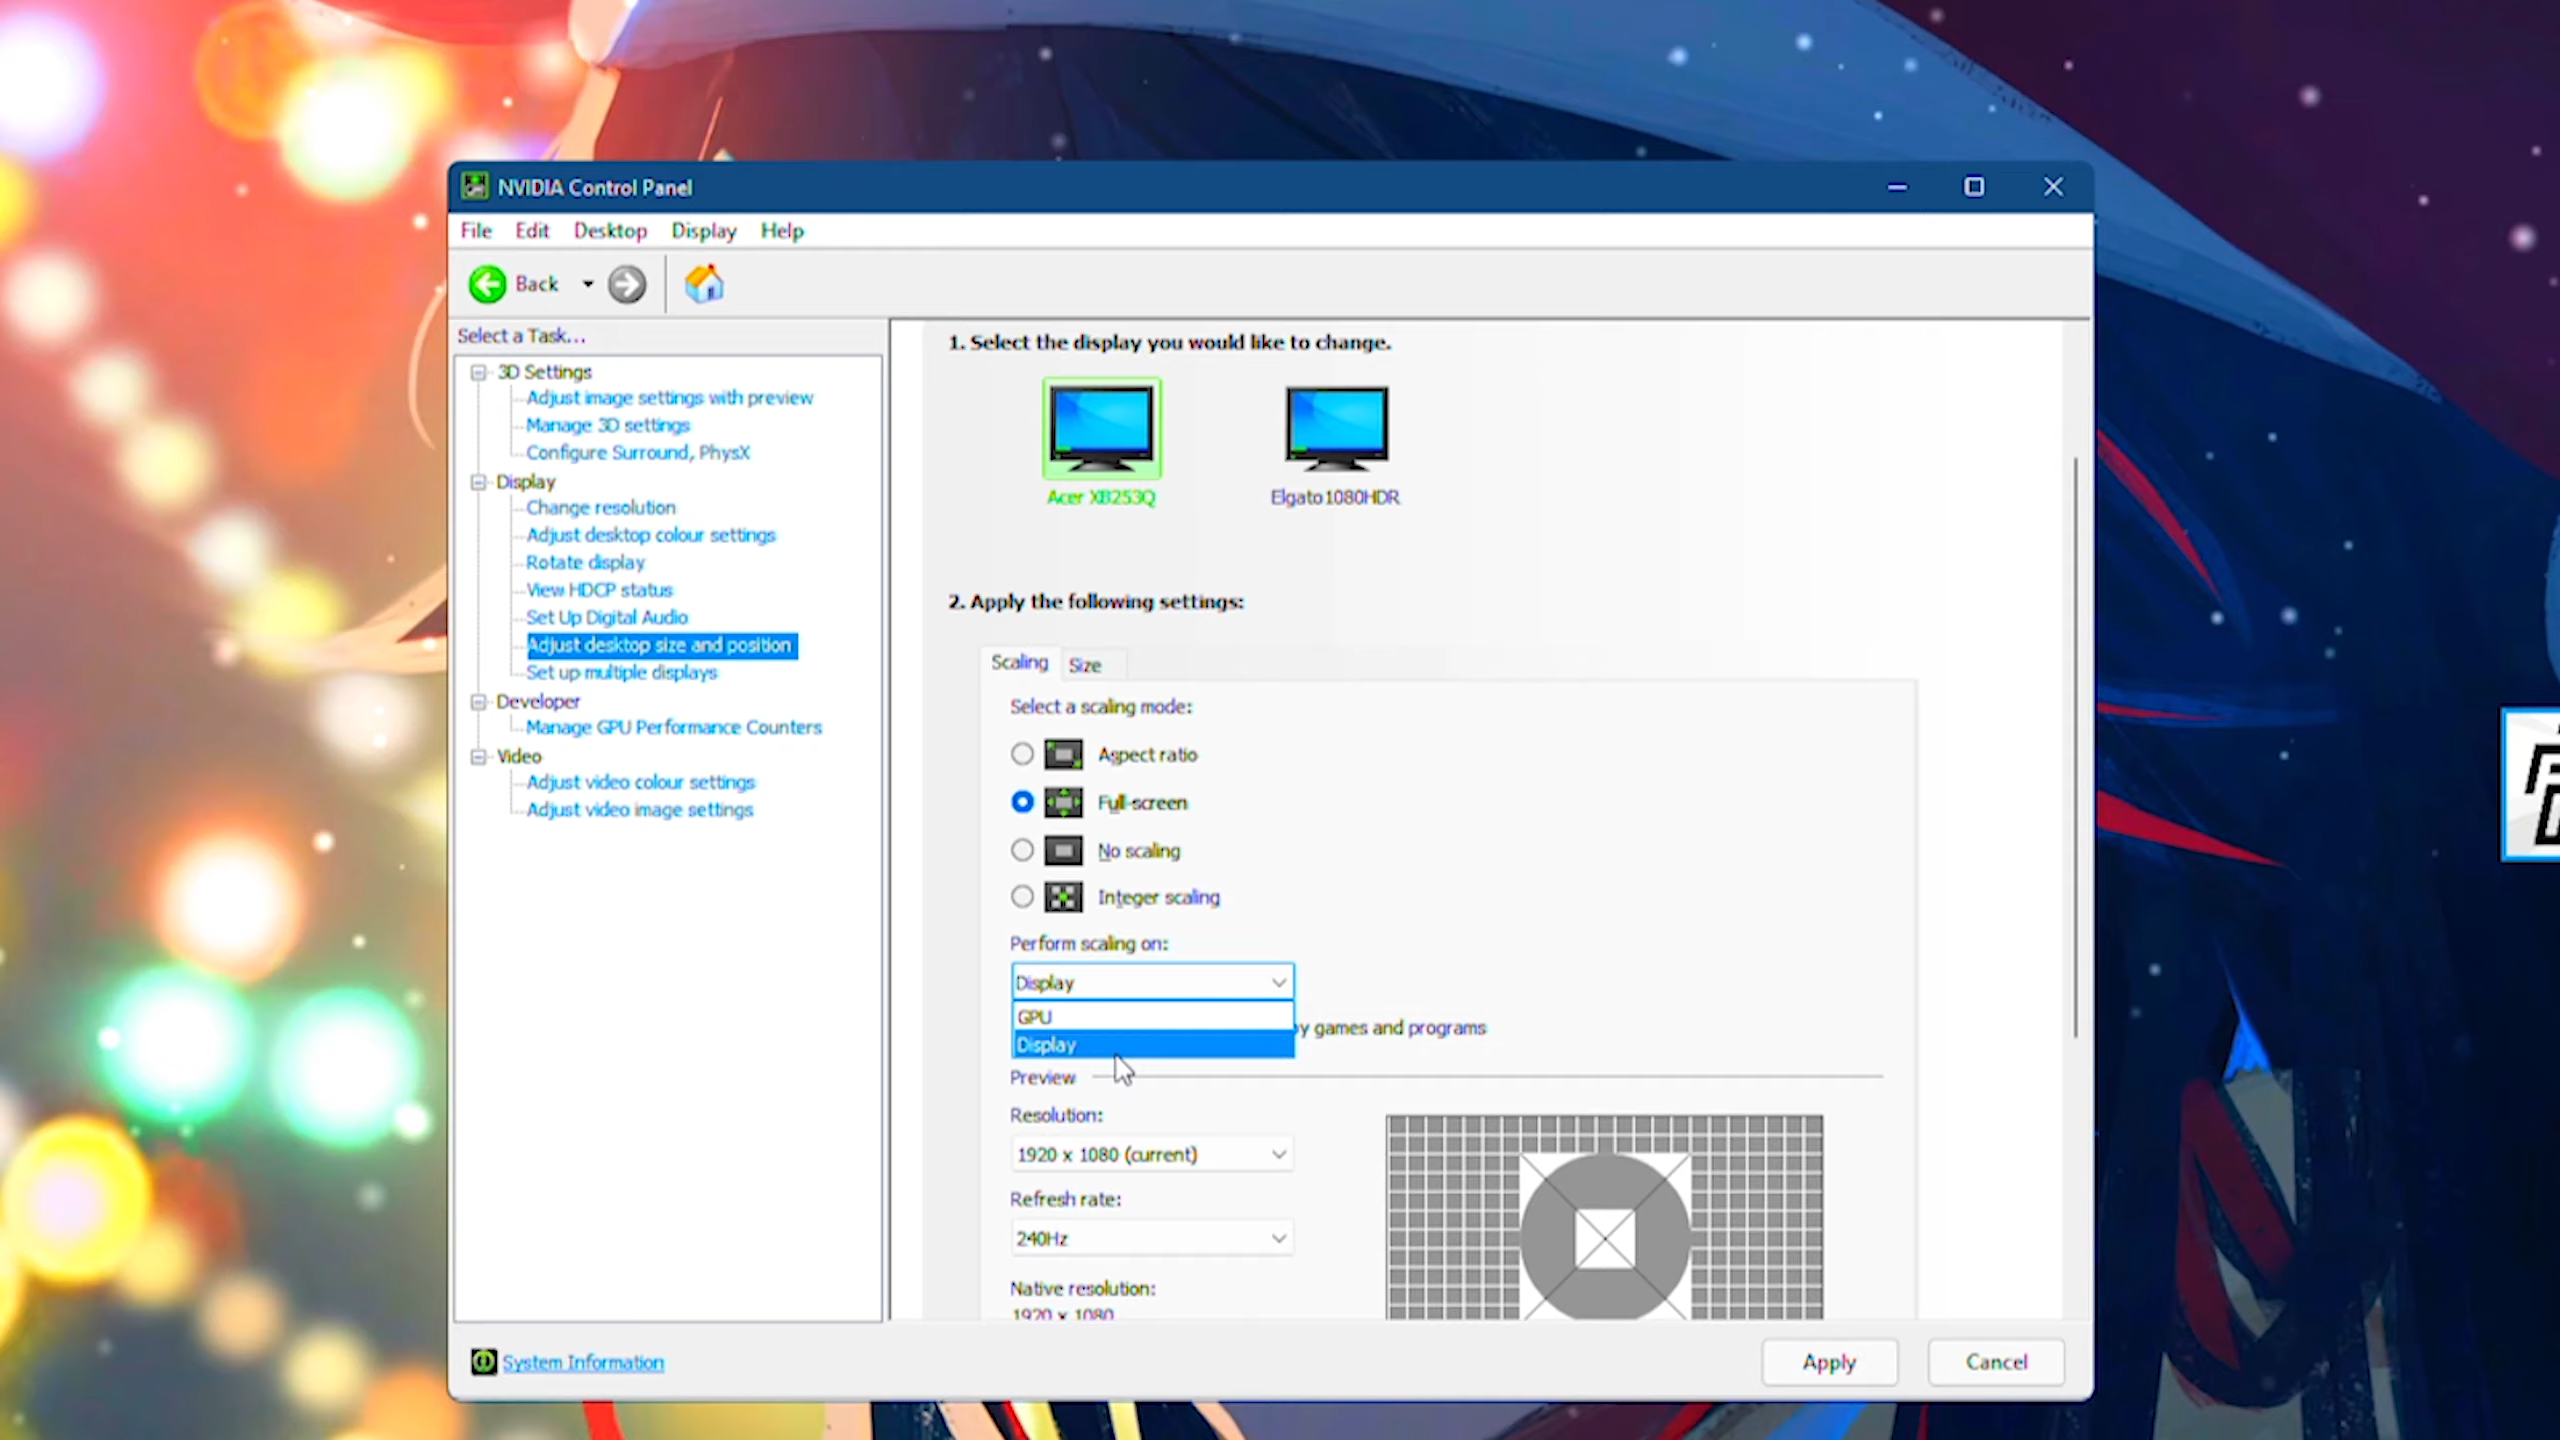 NVIDIA Control Panel
File Edit Desktop Display Help
Back
Select a Task...
3D Settings
Adjust image settings with preview
Manage 3D settings
Configure Surround, PhysX
Display
Change resolution
Adjust desktop colour settings
Rotate display
View HDCP status
Set Up Digital Audio
Adjust desktop size and position
Set up multiple displays
Developer
Manage GPU Performance Counters
Video
Adjust video colour settings
Adjust video image settings
System Information
1. Select the display you would like to change.
Acer XB253Q
Elgato1080HDR
2. Apply the following settings:
Scaling
Size
Select a scaling mode:
Aspect ratio
Full-screen
No scaling
Integer scaling
Perform scaling on:
Display
GPU
Display
games and programs
Preview
Resolution:
1920 x 1080 (current)
Refresh rate:
240Hz
Native resolution:
1920 x 1080
Apply
Cancel